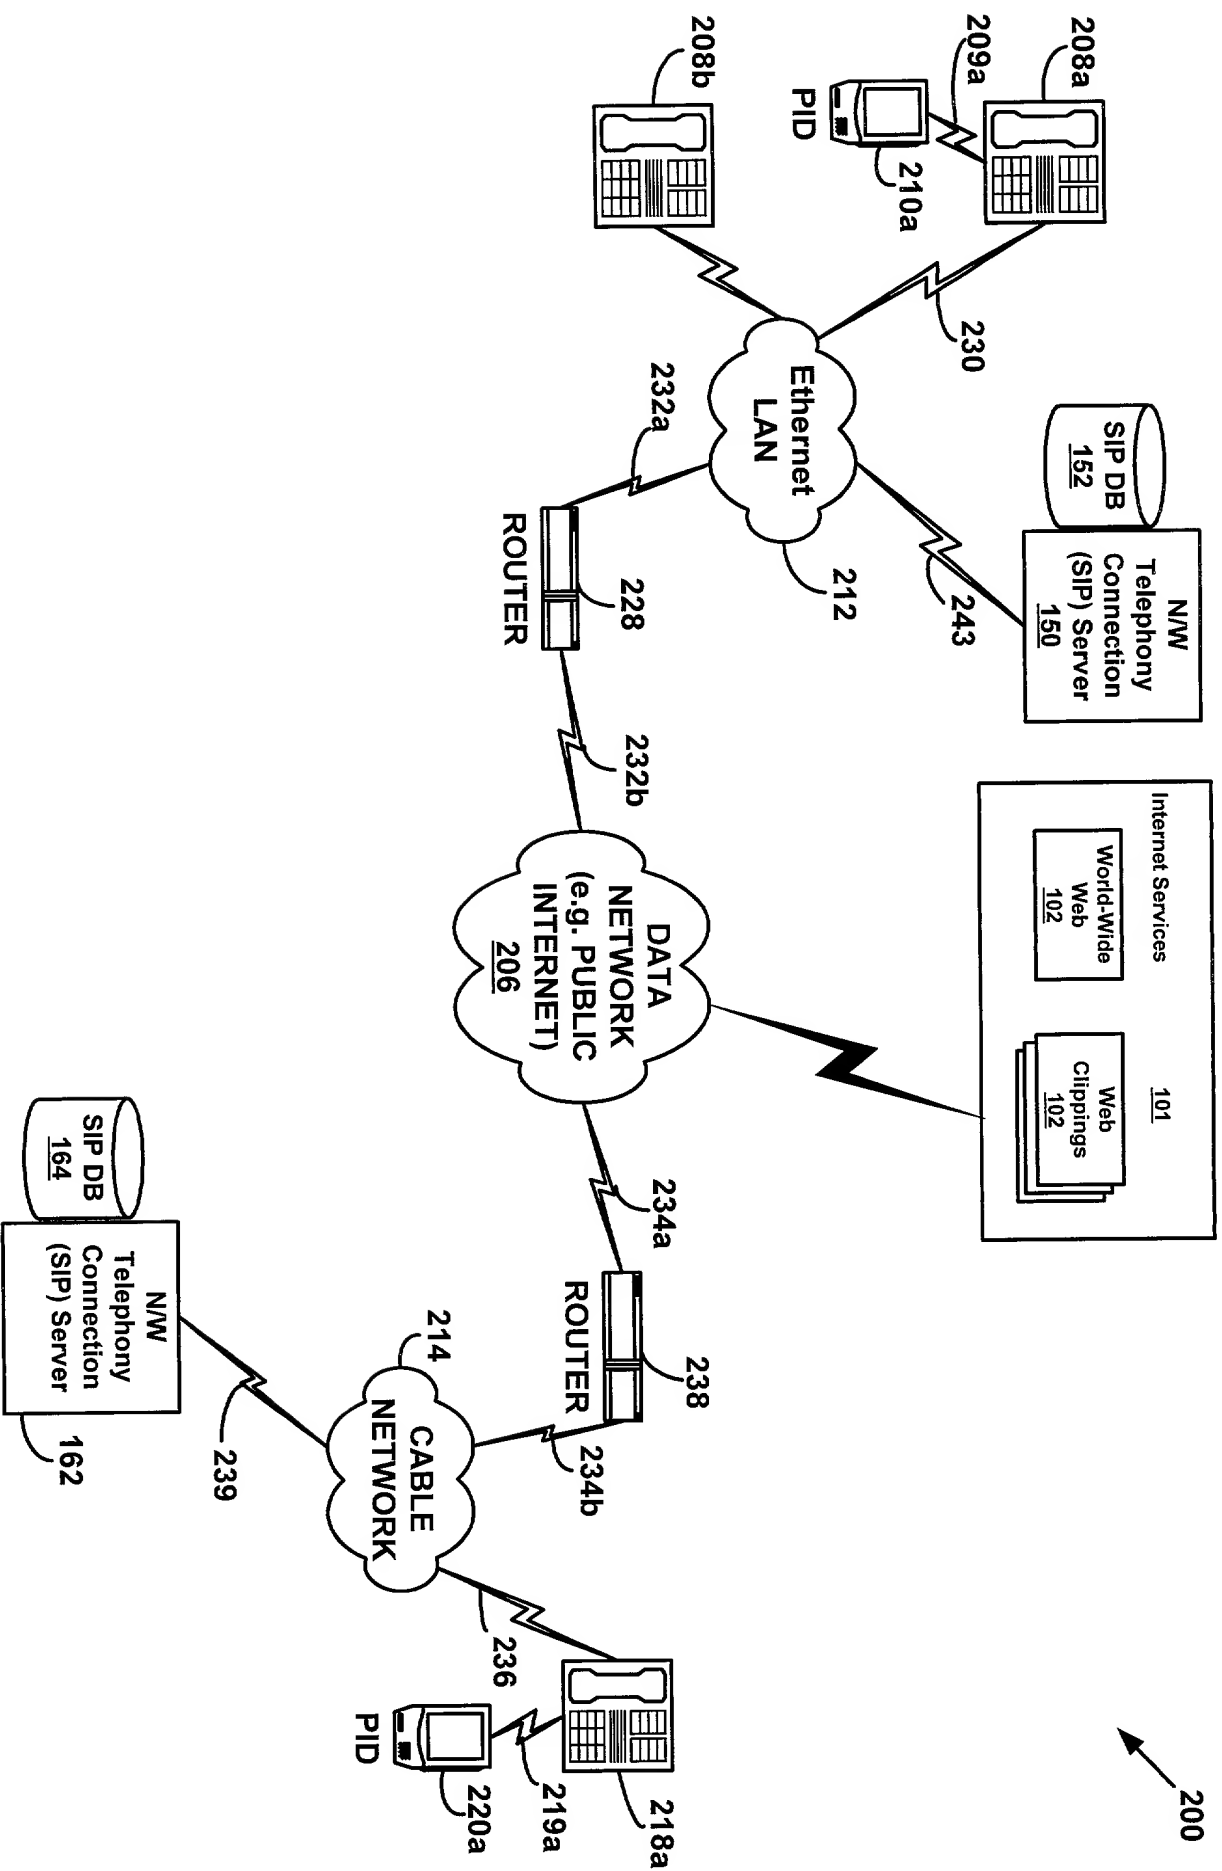 200
208a
209a
210a
PID
208b
230
SIP DB
152
N/W
Telephony
Connection
(SIP) Server
150
243
Ethernet
LAN
212
232a
228
ROUTER
232b
Internet Services
101
World-Wide
Web
102
Web
Clippings
102
DATA
NETWORK
(e.g. PUBLIC
INTERNET)
206
234a
238
ROUTER
234b
214
CABLE
NETWORK
236
218a
219a
220a
PID
239
SIP DB
164
N/W
Telephony
Connection
(SIP) Server
162